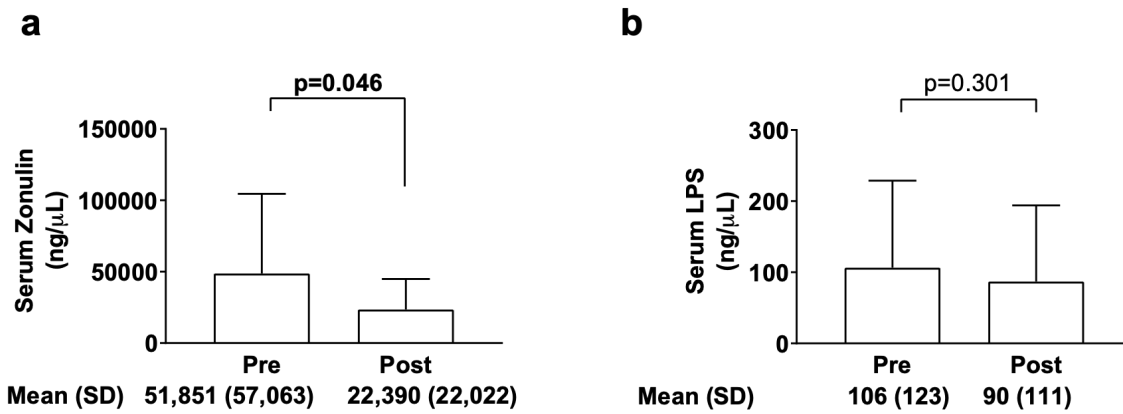 a
p=0.046
Serum Zonulin
(ng/μL)
150000
100000
50000
0
Pre Post
Mean (SD) 51,851 (57,063) 22,390 (22,022)
b
p=0.301
Serum LPS
(ng/μL)
300
200
100
0
Pre Post
Mean (SD) 106 (123) 90 (111)